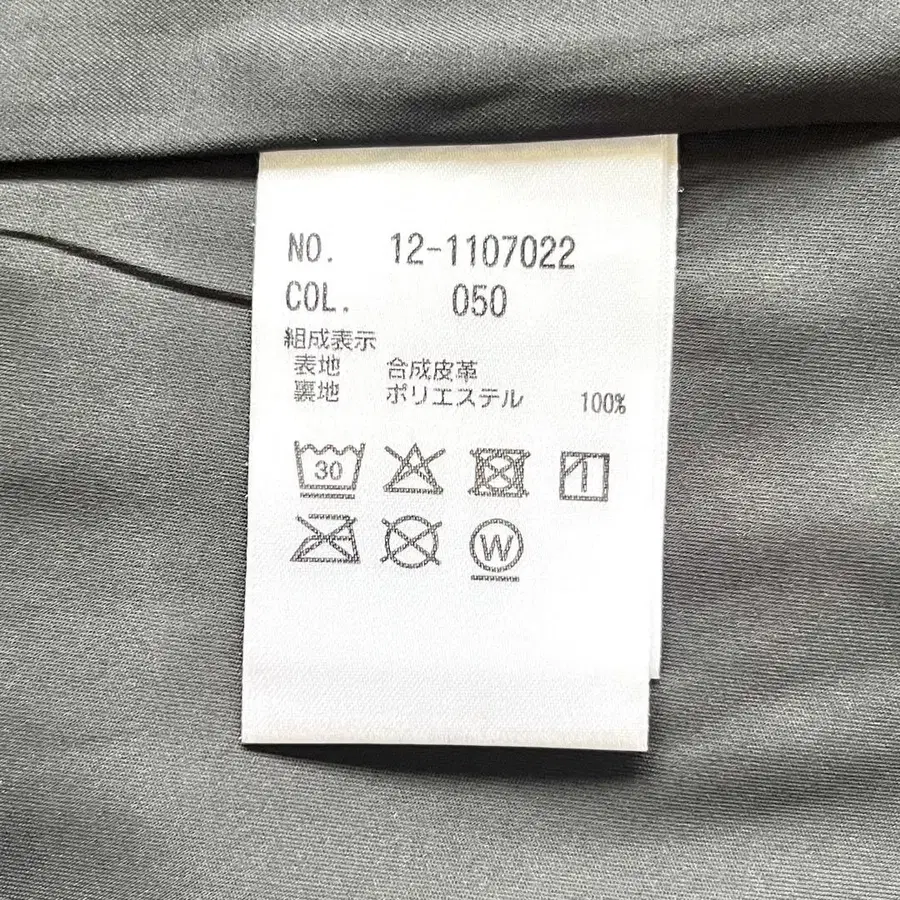 NO. 12-1107022
COL. 050
組成表示
表地 合成皮革
裏地 ポリエステル 100%
30
W